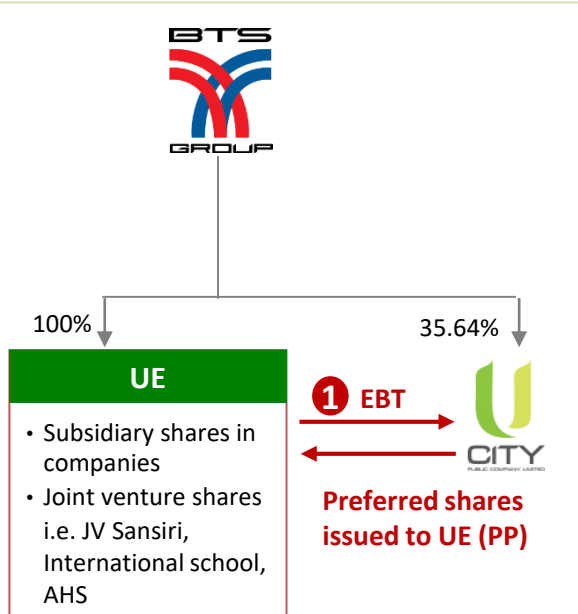 BTS
GROUP
100%
35.64%
UE
1 EBT
• Subsidiary shares in
companies
• Joint venture shares
i.e. JV Sansiri,
International school,
AHS
CITY
PUBLIC COMPANY LIMITED
Preferred shares
issued to UE (PP)